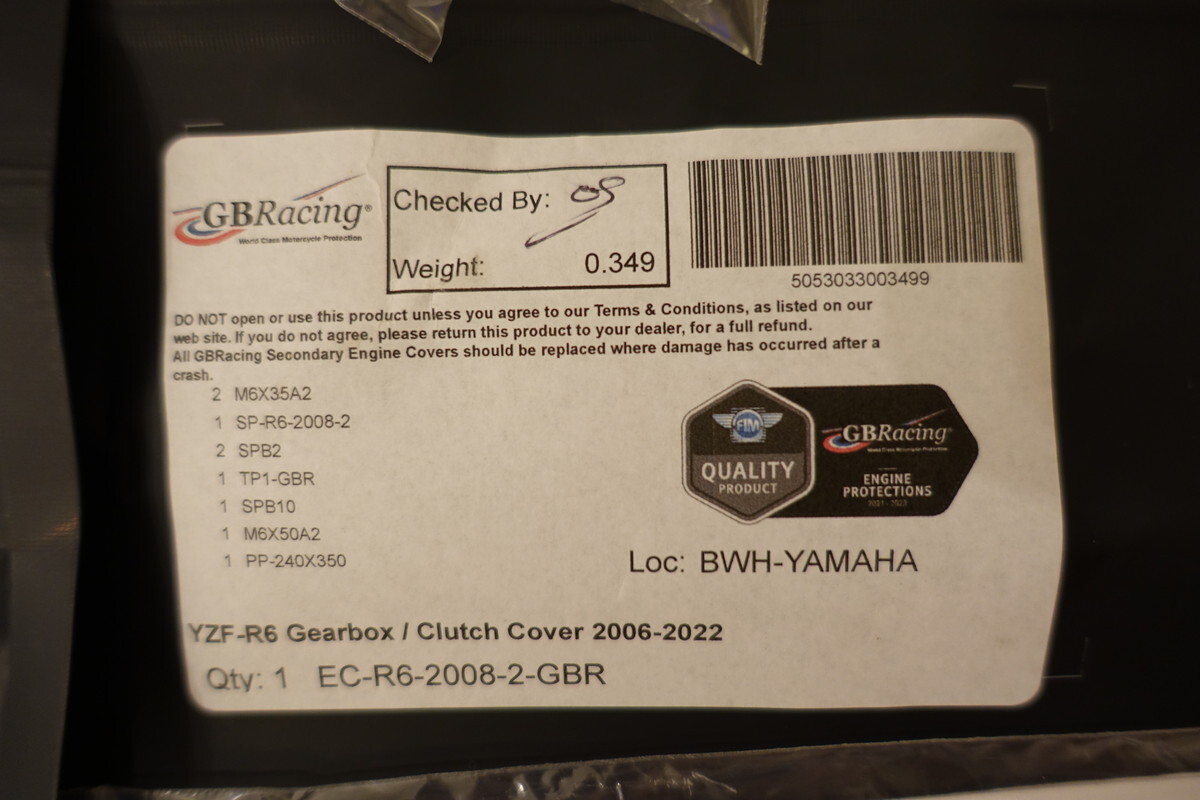 GBRacing®
World Class Motorcycle Protection
Checked By:
Weight: 0.349
5053033003499
DO NOT open or use this product unless you agree to our Terms & Conditions, as listed on our
web site. If you do not agree, please return this product to your dealer, for a full refund.
All GBRacing Secondary Engine Covers should be replaced where damage has occurred after a
crash.
2 M6X35A2
1 SP-R6-2008-2
2 SPB2
1 TP1-GBR
1 SPB10
1 M6X50A2
1 PP-240X350
FIM
QUALITY
PRODUCT
GBRacing
World Class Motorcycle Protection
ENGINE
PROTECTIONS
Loc: BWH-YAMAHA
YZF-R6 Gearbox / Clutch Cover 2006-2022
Qty: 1 EC-R6-2008-2-GBR